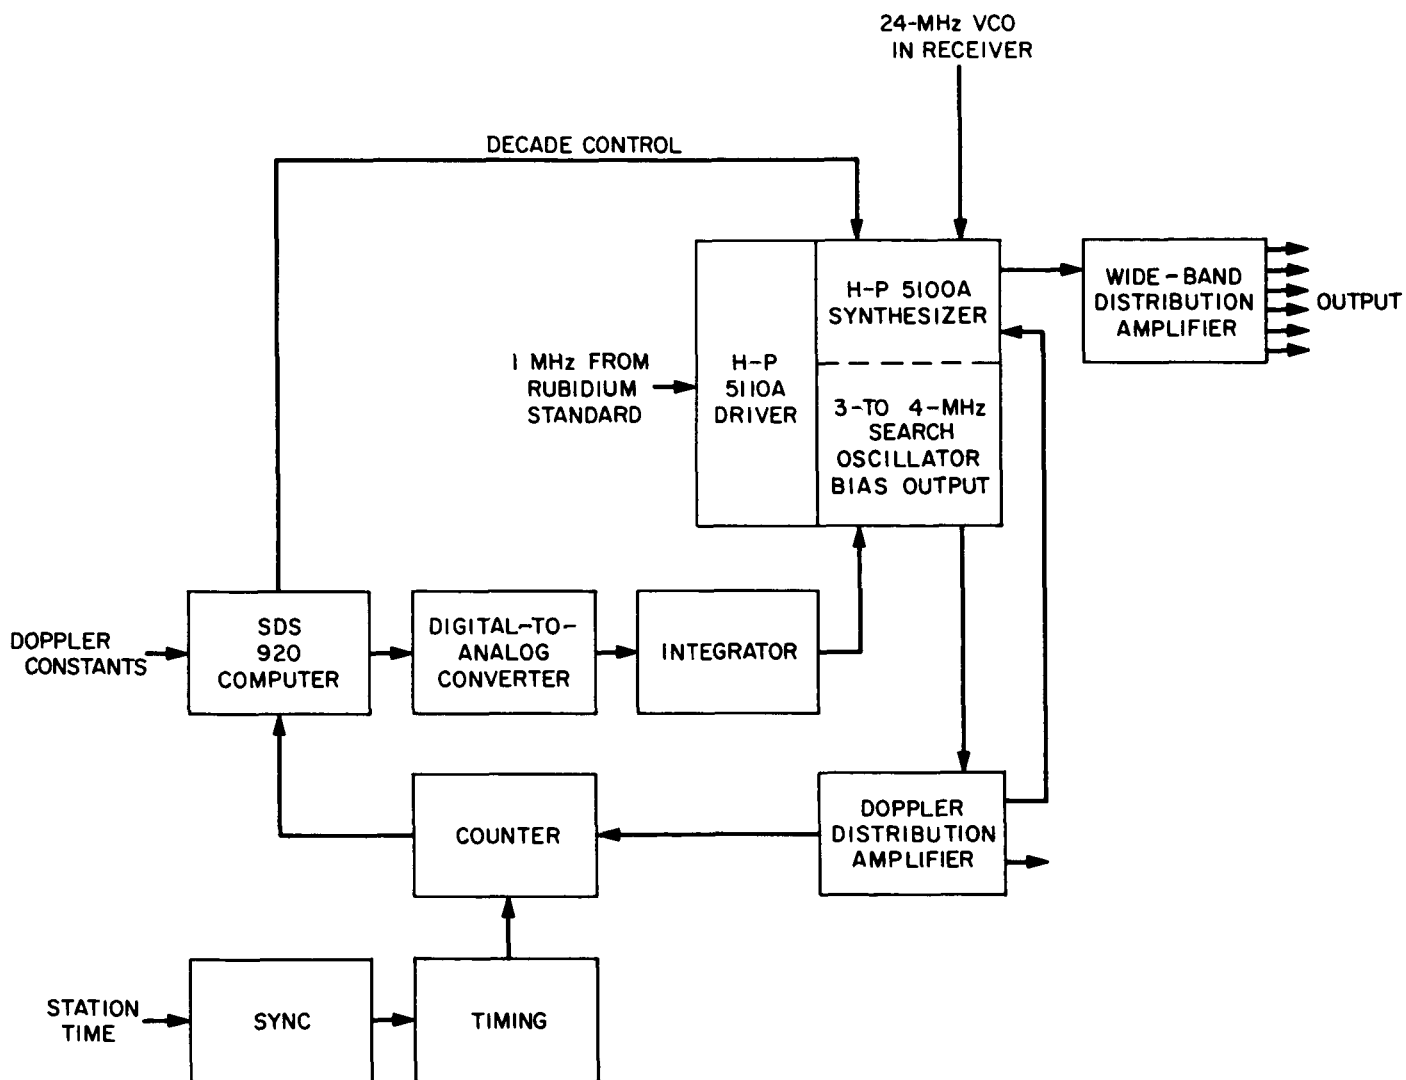 24-MHz VCO
IN RECEIVER
DECADE CONTROL
H-P 5100A
SYNTHESIZER
WIDE-BAND
DISTRIBUTION
AMPLIFIER
OUTPUT
1 MHz FROM
RUBIDIUM
STANDARD
H-P
5110A
DRIVER
3-TO 4-MHz
SEARCH
OSCILLATOR
BIAS OUTPUT
DOPPLER
CONSTANTS
SDS
920
COMPUTER
DIGITAL-TO-
ANALOG
CONVERTER
INTEGRATOR
COUNTER
DOPPLER
DISTRIBUTION
AMPLIFIER
STATION
TIME
SYNC
TIMING